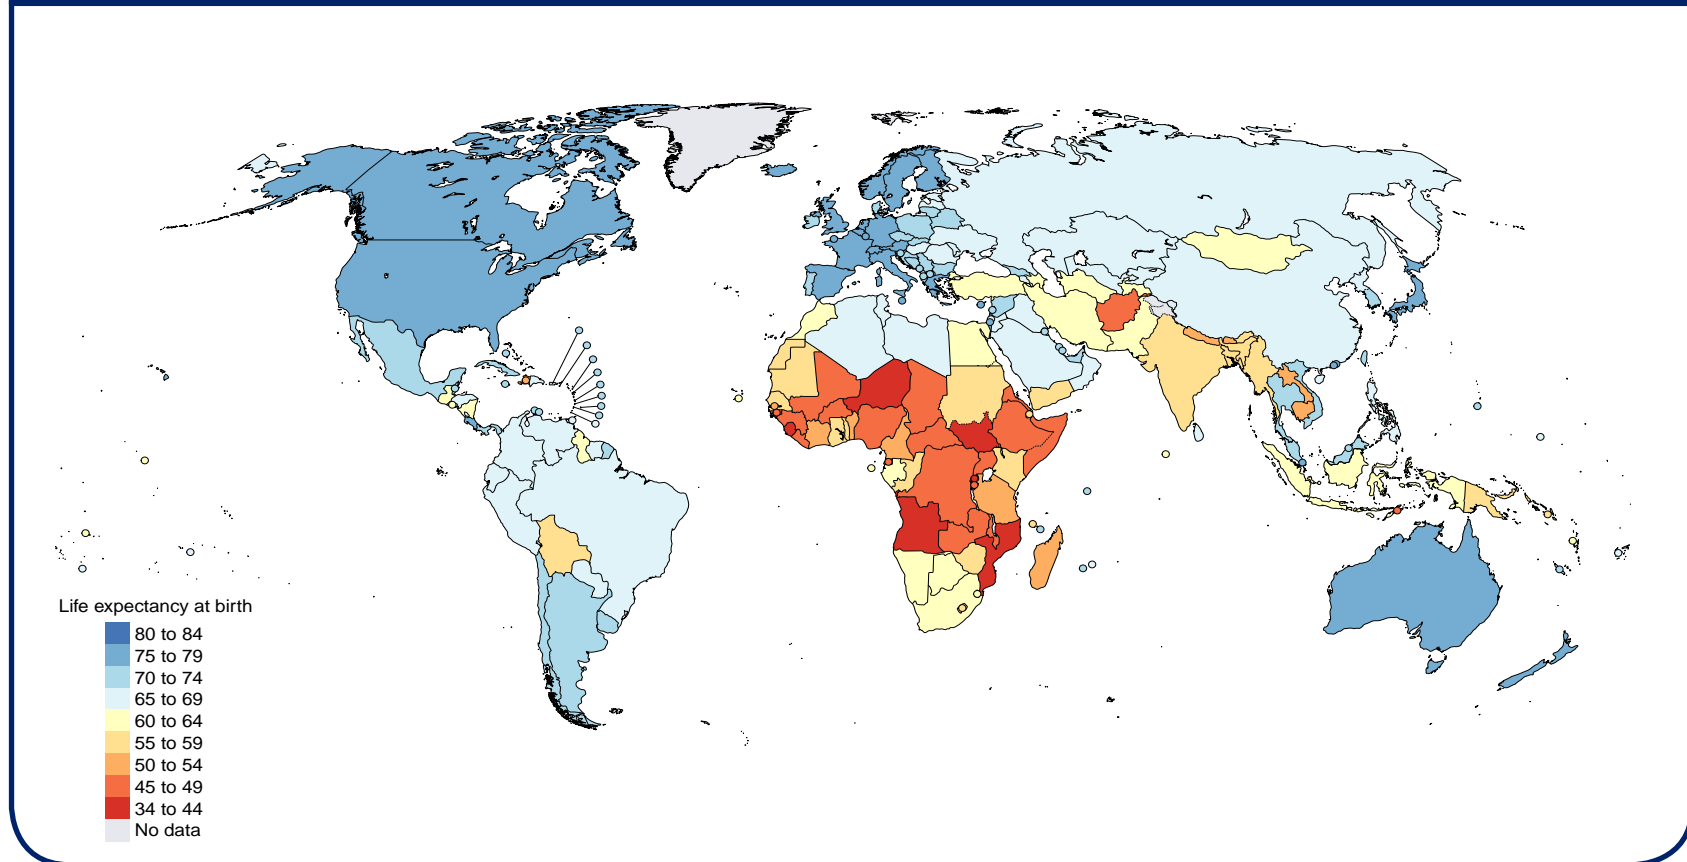 Life expectancy at birth
80 to 84
75 to 79
70 to 74
65 to 69
60 to 64
55 to 59
50 to 54
45 to 49
34 to 44
No data